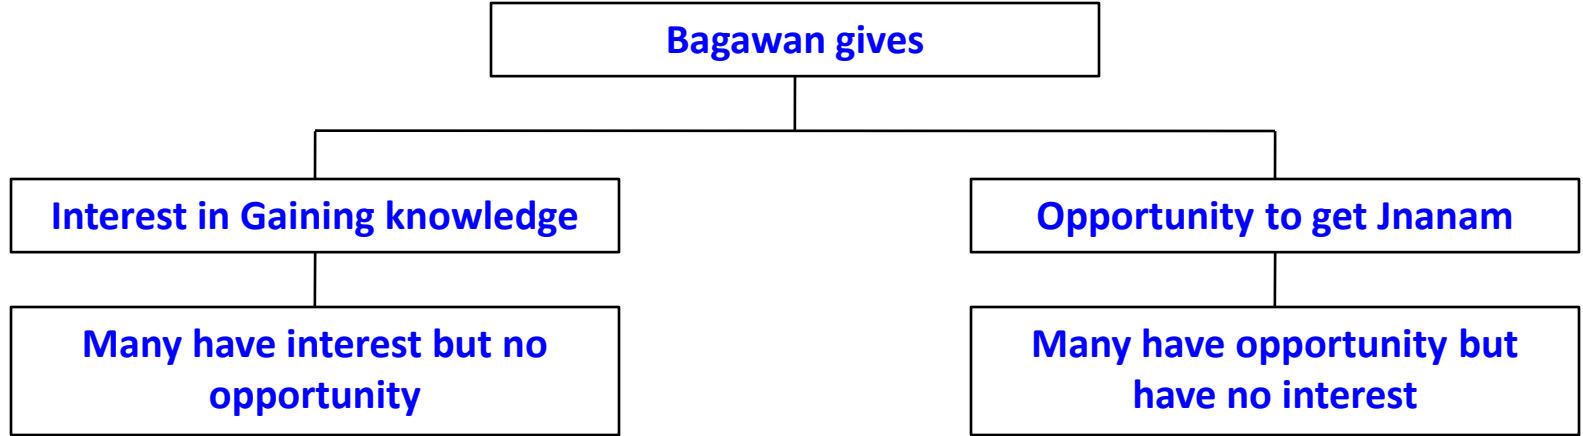 Bagawan gives
Interest in Gaining knowledge
Opportunity to get Jnanam
Many have interest but no
opportunity
Many have opportunity but
have no interest